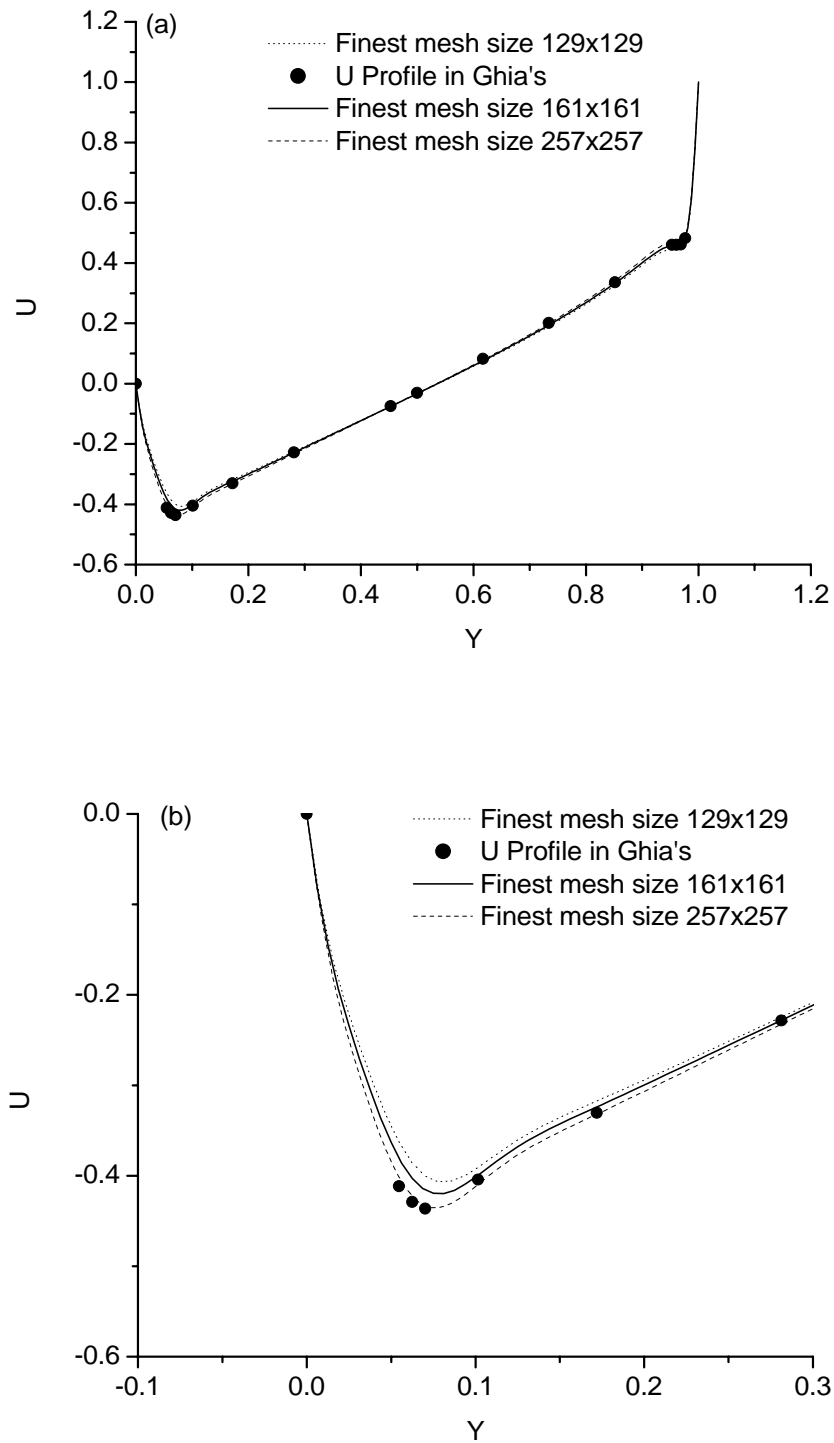 (a)
Finest mesh size 129x129
U Profile in Ghia's
Finest mesh size 161x161
Finest mesh size 257x257
1.2
1.0
0.8
0.6
0.4
0.2
0.0
-0.2
-0.4
-0.6
U
0.0 0.2 0.4 0.6 0.8 1.0 1.2
Y
(b)
Finest mesh size 129x129
U Profile in Ghia's
Finest mesh size 161x161
Finest mesh size 257x257
0.0
-0.2
-0.4
-0.6
U
-0.1 0.0 0.1 0.2 0.3
Y